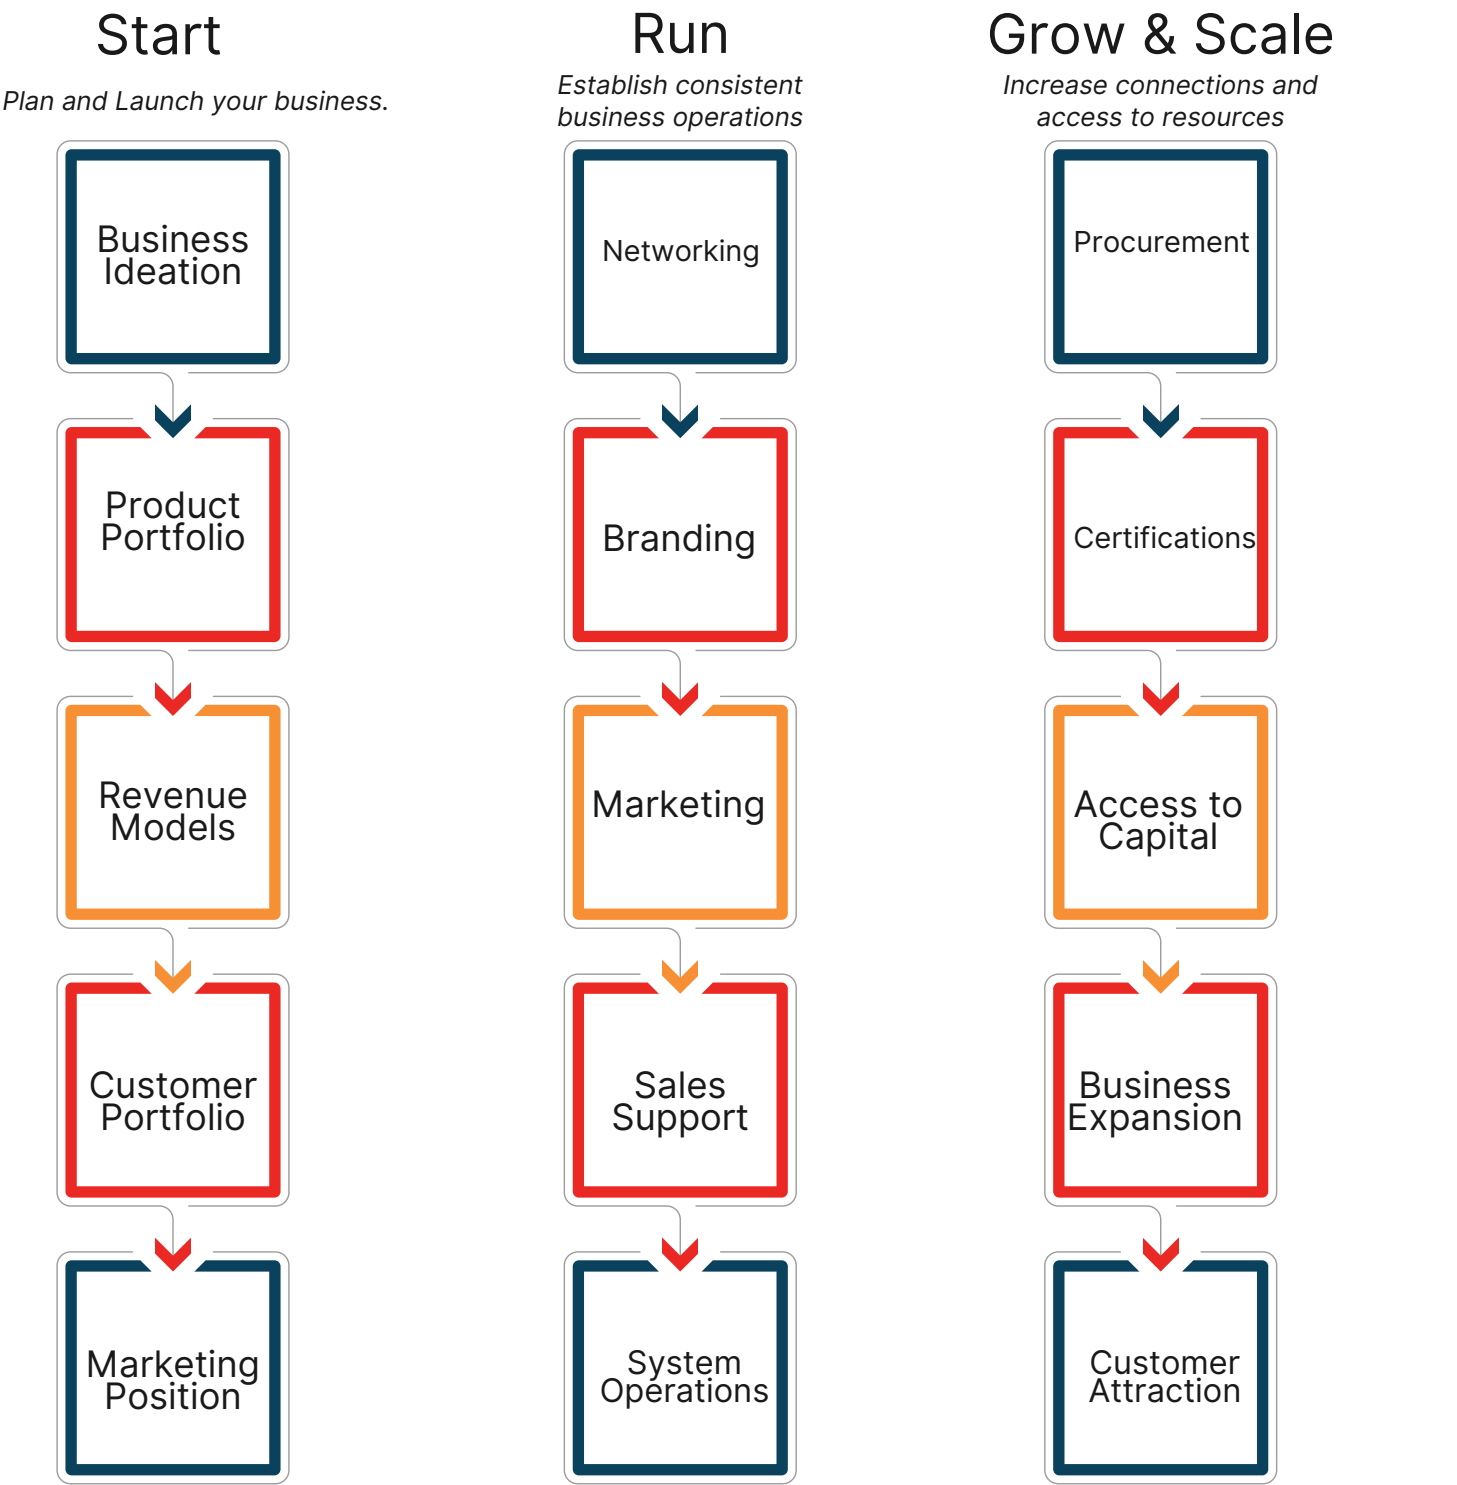 Start
Plan and Launch your business.
Business
Ideation
Product
Portfolio
Revenue
Models
Customer
Portfolio
Marketing
Position
Run
Establish consistent
business operations
Networking
Branding
Marketing
Sales
Support
System
Operations
Grow & Scale
Increase connections and
access to resources
Procurement
Certifications
Access to
Capital
Business
Expansion
Customer
Attraction